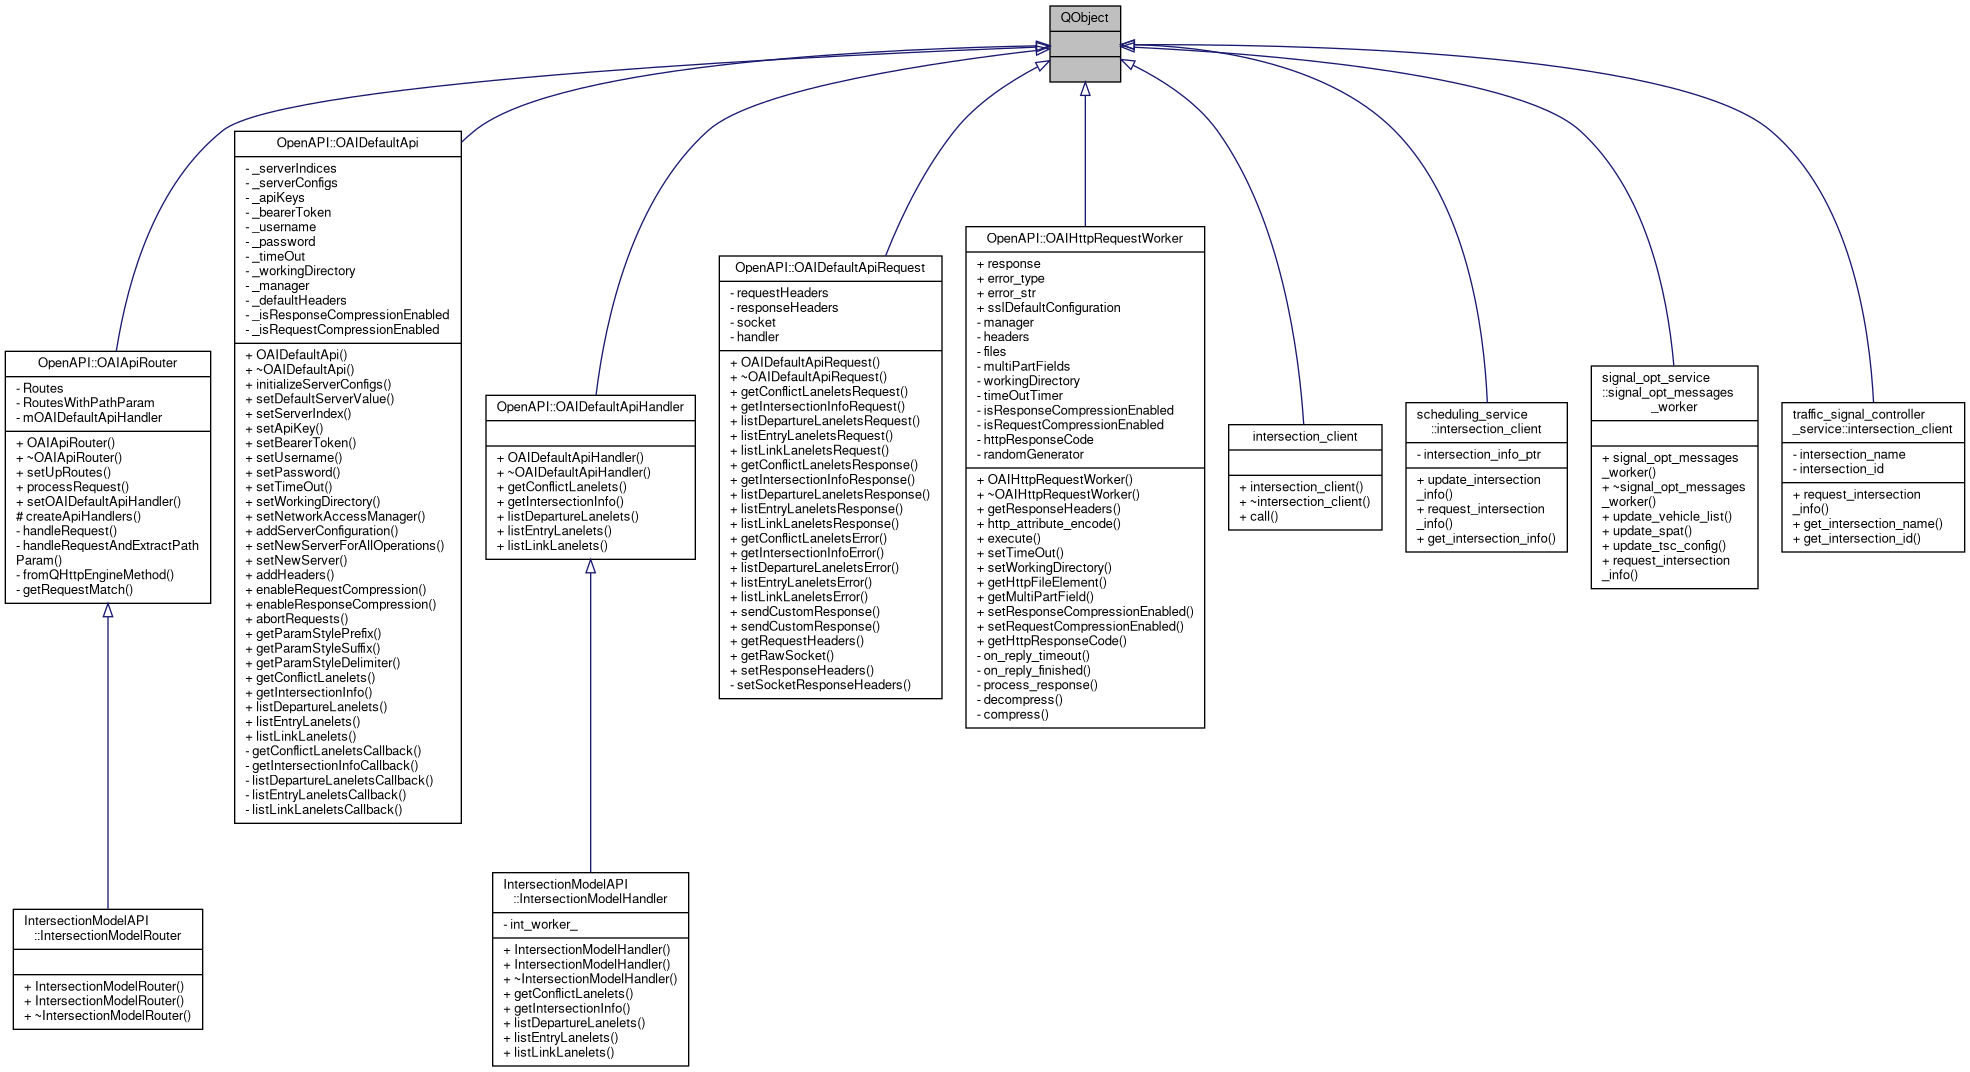 QObject
OpenAPI::OAIApiRouter
- Routes
- RoutesWithPathParam
- mOAIDefaultApiHandler
+ OAIApiRouter()
+ ~OAIApiRouter()
+ setUpRoutes()
+ processRequest()
+ setOAIDefaultApiHandler()
# createApiHandlers()
- handleRequest()
- handleRequestAndExtractPath
Param()
- fromQHttpEngineMethod()
- getRequestMatch()
OpenAPI::OAIDefaultApi
- _serverIndices
- _serverConfigs
- _apiKeys
- _bearerToken
- _username
- _password
- _timeOut
- _workingDirectory
- _manager
- _defaultHeaders
- _isResponseCompressionEnabled
- _isRequestCompressionEnabled
+ OAIDefaultApi()
+ ~OAIDefaultApi()
+ initializeServerConfigs()
+ setDefaultServerValue()
+ setServerIndex()
+ setApiKey()
+ setBearerToken()
+ setUsername()
+ setPassword()
+ setTimeOut()
+ setWorkingDirectory()
+ setNetworkAccessManager()
+ addServerConfiguration()
+ setNewServerForAllOperations()
+ setNewServer()
+ addHeaders()
+ enableRequestCompression()
+ enableResponseCompression()
+ abortRequests()
+ getParamStylePrefix()
+ getParamStyleSuffix()
+ getParamStyleDelimiter()
+ getConflictLanelets()
+ getIntersectionInfo()
+ listDepartureLanelets()
+ listEntryLanelets()
+ listLinkLanelets()
- getConflictLaneletsCallback()
- getIntersectionInfoCallback()
- listDepartureLaneletsCallback()
- listEntryLaneletsCallback()
- listLinkLaneletsCallback()
OpenAPI::OAIDefaultApiHandler
+ OAIDefaultApiHandler()
+ ~OAIDefaultApiHandler()
+ getConflictLanelets()
+ getIntersectionInfo()
+ listDepartureLanelets()
+ listEntryLanelets()
+ listLinkLanelets()
OpenAPI::OAIDefaultApiRequest
- requestHeaders
- responseHeaders
- socket
- handler
+ OAIDefaultApiRequest()
+ ~OAIDefaultApiRequest()
+ getConflictLaneletsRequest()
+ getIntersectionInfoRequest()
+ listDepartureLaneletsRequest()
+ listEntryLaneletsRequest()
+ listLinkLaneletsRequest()
+ getConflictLaneletsResponse()
+ getIntersectionInfoResponse()
+ listDepartureLaneletsResponse()
+ listEntryLaneletsResponse()
+ listLinkLaneletsResponse()
+ getConflictLaneletsError()
+ getIntersectionInfoError()
+ listDepartureLaneletsError()
+ listEntryLaneletsError()
+ listLinkLaneletsError()
+ sendCustomResponse()
+ sendCustomResponse()
+ getRequestHeaders()
+ getRawSocket()
+ setResponseHeaders()
- setSocketResponseHeaders()
OpenAPI::OAIHttpRequestWorker
+ response
+ error_type
+ error_str
+ sslDefaultConfiguration
- manager
- headers
- files
- multiPartFields
- workingDirectory
- timeOutTimer
- isResponseCompressionEnabled
- isRequestCompressionEnabled
- httpResponseCode
- randomGenerator
+ OAIHttpRequestWorker()
+ ~OAIHttpRequestWorker()
+ getResponseHeaders()
+ http_attribute_encode()
+ execute()
+ setTimeOut()
+ setWorkingDirectory()
+ getHttpFileElement()
+ getMultiPartField()
+ setResponseCompressionEnabled()
+ setRequestCompressionEnabled()
+ getHttpResponseCode()
- on_reply_timeout()
- on_reply_finished()
- process_response()
- decompress()
- compress()
intersection_client
+ intersection_client()
+ ~intersection_client()
+ call()
scheduling_service
::intersection_client
- intersection_info_ptr
+ update_intersection
_info()
+ request_intersection
_info()
+ get_intersection_info()
signal_opt_service
::signal_opt_messages
_worker
+ signal_opt_messages
_worker()
+ ~signal_opt_messages
_worker()
+ update_vehicle_list()
+ update_spat()
+ update_tsc_config()
+ request_intersection
_info()
traffic_signal_controller
_service::intersection_client
- intersection_name
- intersection_id
+ request_intersection
_info()
+ get_intersection_name()
+ get_intersection_id()
IntersectionModelAPI
::IntersectionModelRouter
+ IntersectionModelRouter()
+ IntersectionModelRouter()
+ ~IntersectionModelRouter()
IntersectionModelAPI
::IntersectionModelHandler
- int_worker_
+ IntersectionModelHandler()
+ IntersectionModelHandler()
+ ~IntersectionModelHandler()
+ getConflictLanelets()
+ getIntersectionInfo()
+ listDepartureLanelets()
+ listEntryLanelets()
+ listLinkLanelets()